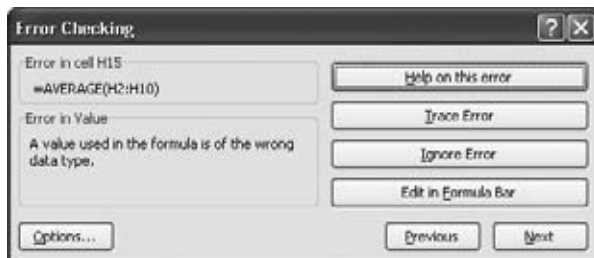 Error Checking
Error in cell H15
=AVERAGE(H2:H10)
Error in Value
A value used in the formula is of the wrong
data type.
Help on this error
Trace Error
Ignore Error
Edit in Formula Bar
Options...
Previous
Next